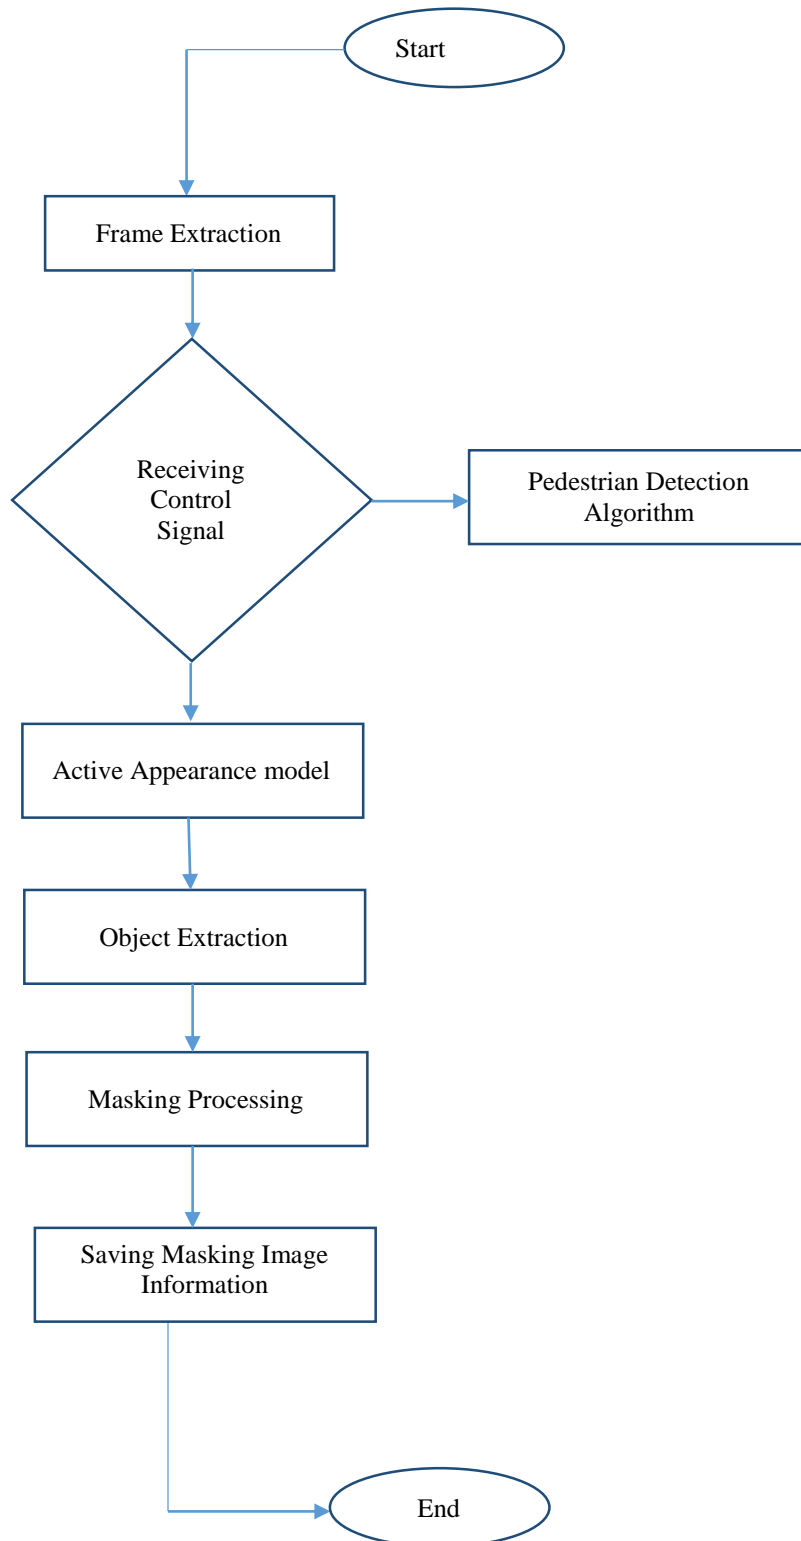 Start
Frame Extraction
Receiving
Control
Signal
Pedestrian Detection
Algorithm
Active Appearance model
Object Extraction
Masking Processing
Saving Masking Image
Information
End